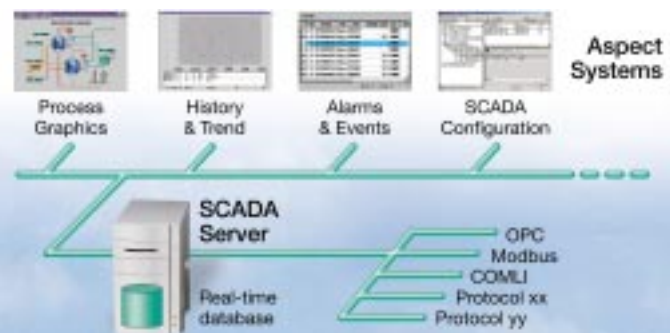 Aspect
Systems
Process
Graphics
History
& Trend
Alarms
& Events
SCADA
Configuration
SCADA
Server
Real-time
database
OPC
Modbus
COMLI
Protocol xx
Protocol yy